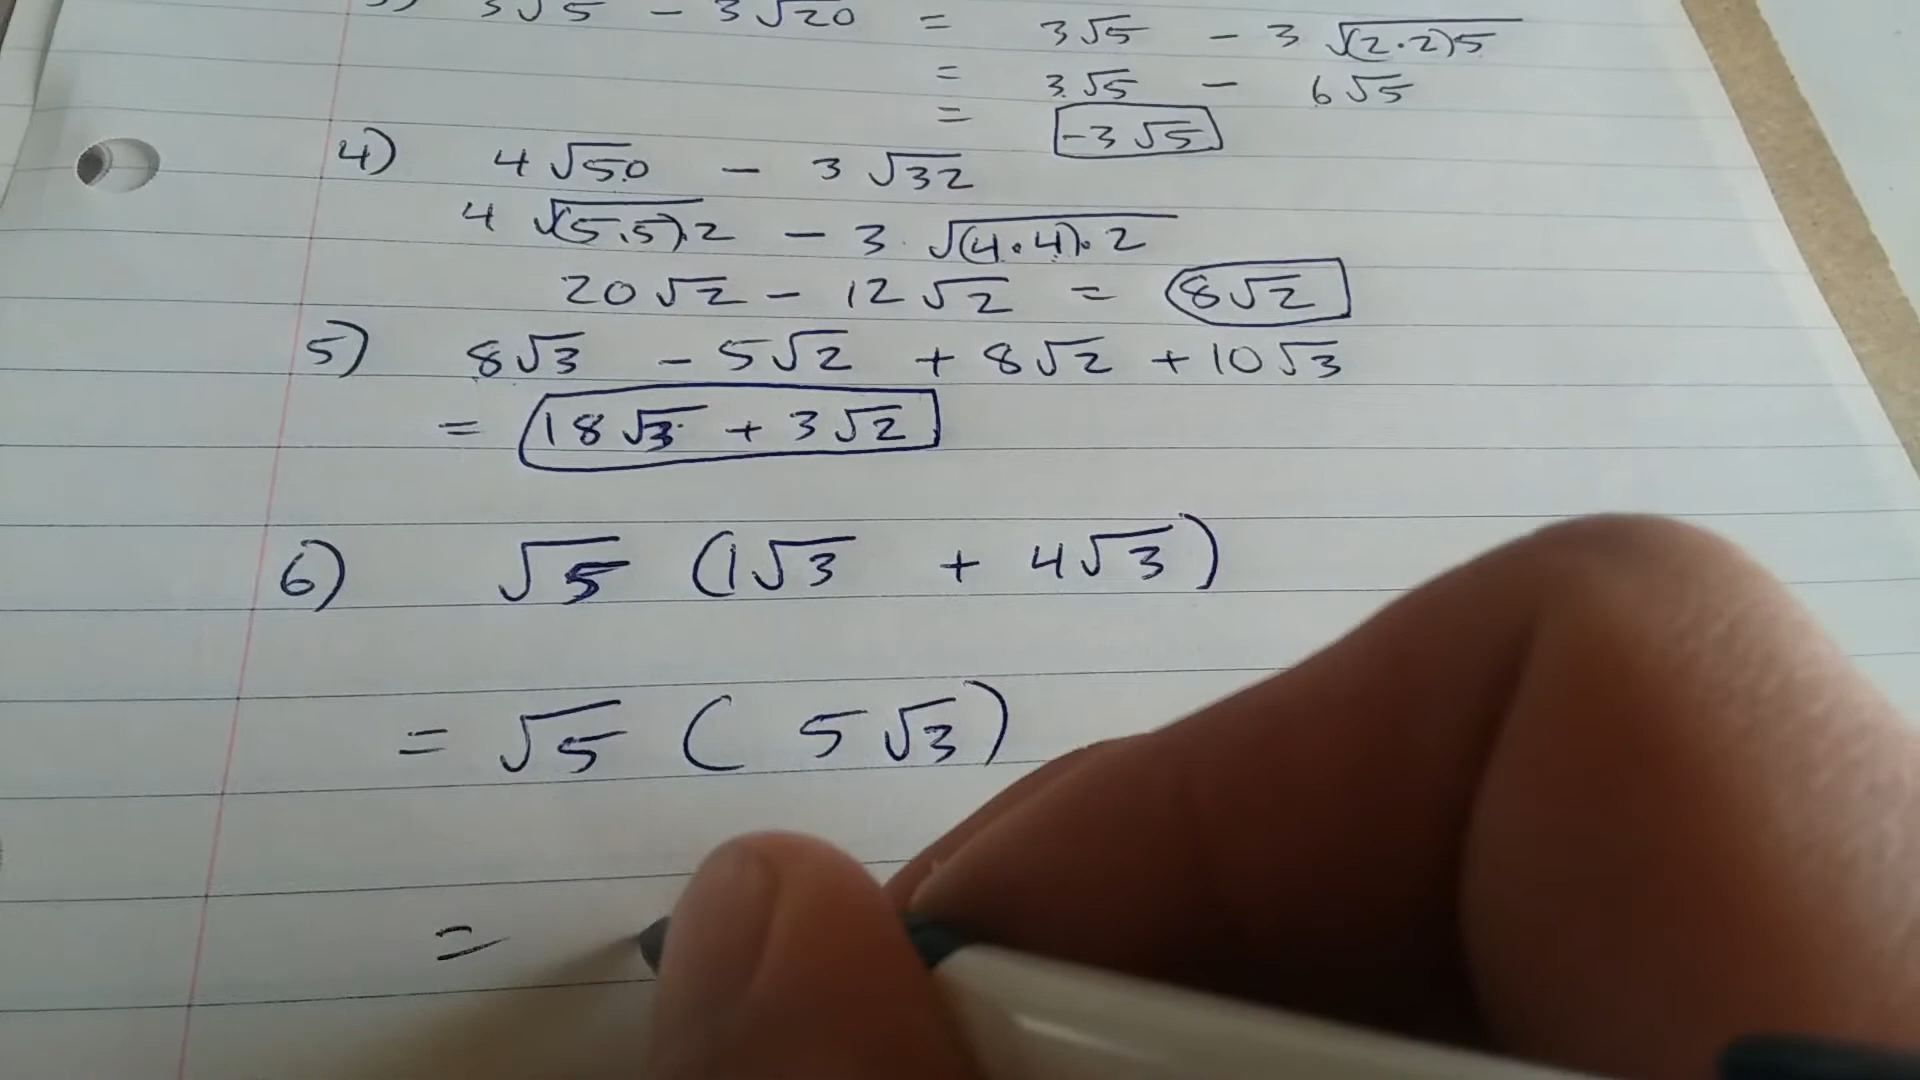 3) 3√5 - 3√20 = 3√5 - 3√(2·2)5
= 3√5 - 6√5
= -3√5
4) 4√50 - 3√32
4√(5·5)·2 - 3·√(4·4)·2
20√2 - 12√2 = 8√2
5) 8√3 - 5√2 + 8√2 + 10√3
= 18√3 + 3√2
6) √5 (1√3 + 4√3)
= √5 ( 5√3)
=